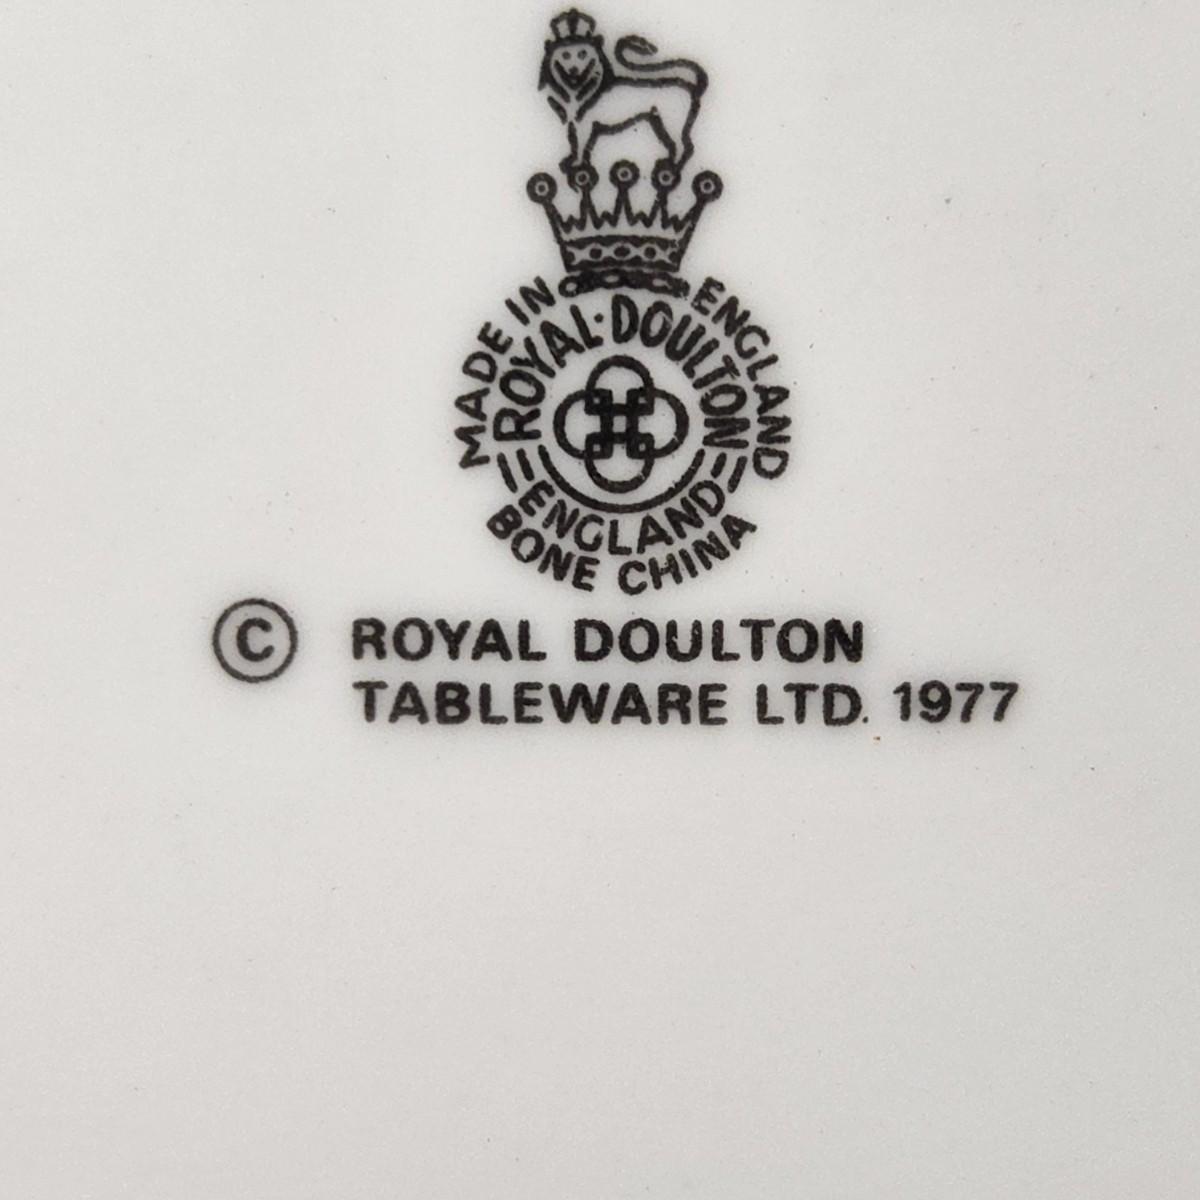 MADE IN ENGLAND
ROYAL·DOULTON
ENGLAND
BONE CHINA
© ROYAL DOULTON
TABLEWARE LTD. 1977